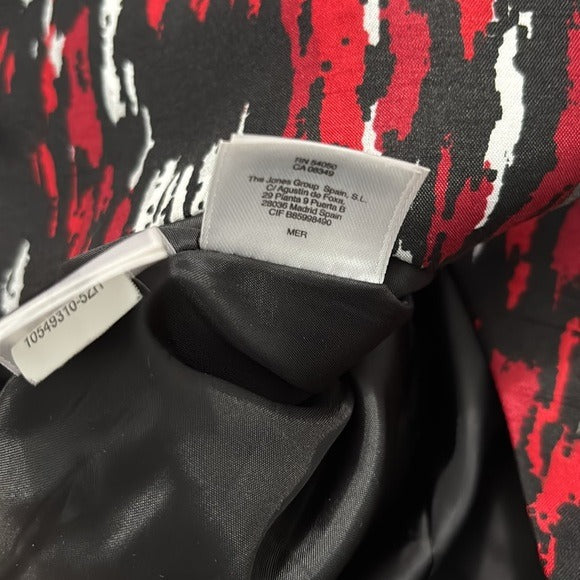 RN 54050
CA 08349
The Jones Group Spain, S.L.
C/ Agustin de Foxa,
29 Planta 9 Puerta B
28036 Madrid Spain
CIF B85998490
MER
10549310-5ZH